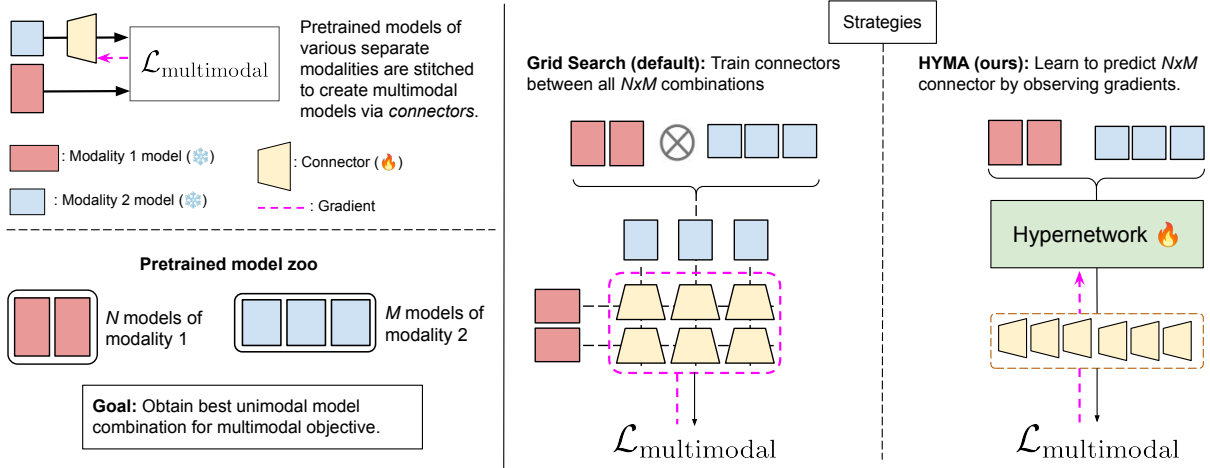 Pretrained models of
various separate
modalities are stitched
to create multimodal
models via connectors.
ℒmultimodal
: Modality 1 model (❄️)
: Connector (🔥)
: Modality 2 model (❄️)
: Gradient
Pretrained model zoo
N models of
modality 1
M models of
modality 2
Goal: Obtain best unimodal model
combination for multimodal objective.
Strategies
Grid Search (default): Train connectors
between all NxM combinations
ℒmultimodal
HYMA (ours): Learn to predict NxM
connector by observing gradients.
Hypernetwork 🔥
ℒmultimodal